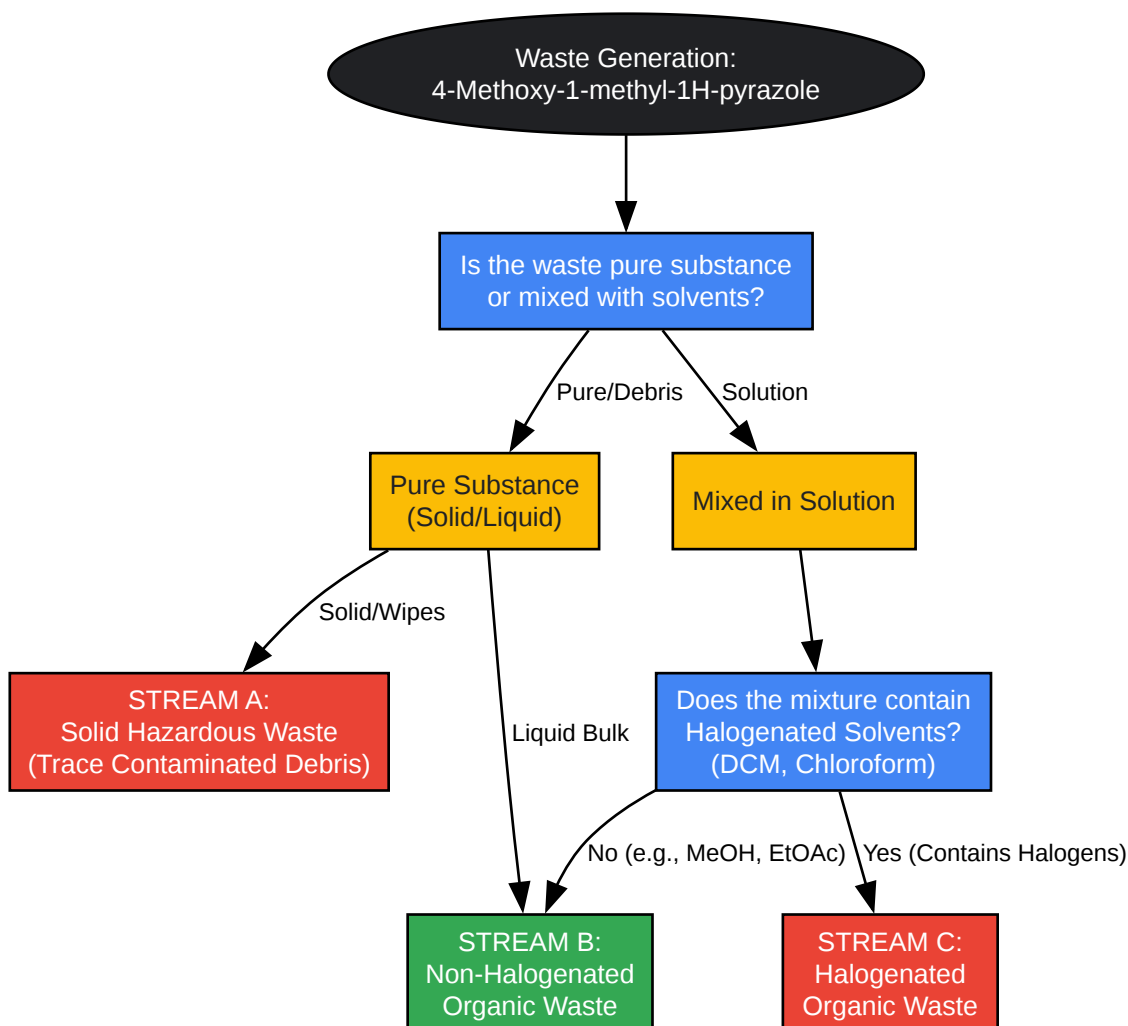 Waste Generation:
4-Methoxy-1-methyl-1H-pyrazole
Is the waste pure substance
or mixed with solvents?
Pure/Debris
Solution
Pure Substance
(Solid/Liquid)
Mixed in Solution
Solid/Wipes
STREAM A:
Solid Hazardous Waste
(Trace Contaminated Debris)
Liquid Bulk
Does the mixture contain
Halogenated Solvents?
(DCM, Chloroform)
No (e.g., MeOH, EtOAc)
Yes (Contains Halogens)
STREAM B:
Non-Halogenated
Organic Waste
STREAM C:
Halogenated
Organic Waste